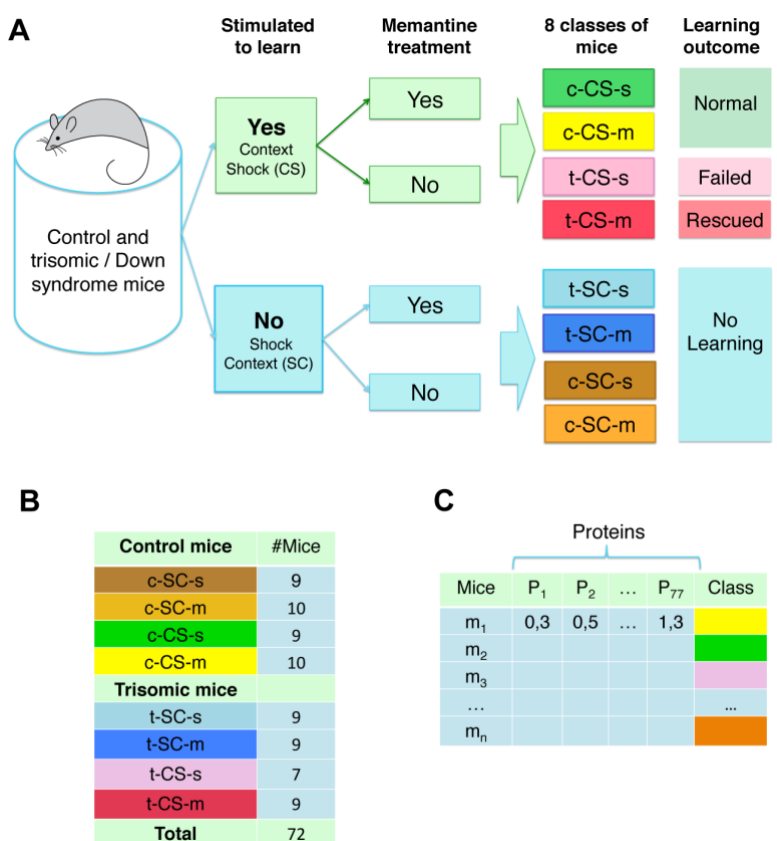 A
Stimulated
to learn
Memantine
treatment
8 classes of
mice
Learning
outcome
Control and
trisomic / Down
syndrome mice
Yes
Context
Shock (CS)
Yes
No
c-CS-s
c-CS-m
t-CS-s
t-CS-m
Normal
Failed
Rescued
No
Shock
Context (SC)
Yes
No
t-SC-s
t-SC-m
c-SC-s
c-SC-m
No
Learning
B
Control mice #Mice
c-SC-s 9
c-SC-m 10
c-CS-s 9
c-CS-m 10
Trisomic mice
t-SC-s 9
t-SC-m 9
t-CS-s 7
t-CS-m 9
Total 72
C
Proteins
Mice P1 P2 … P77 Class
m1 0,3 0,5 … 1,3
m2
m3
… ...
mn